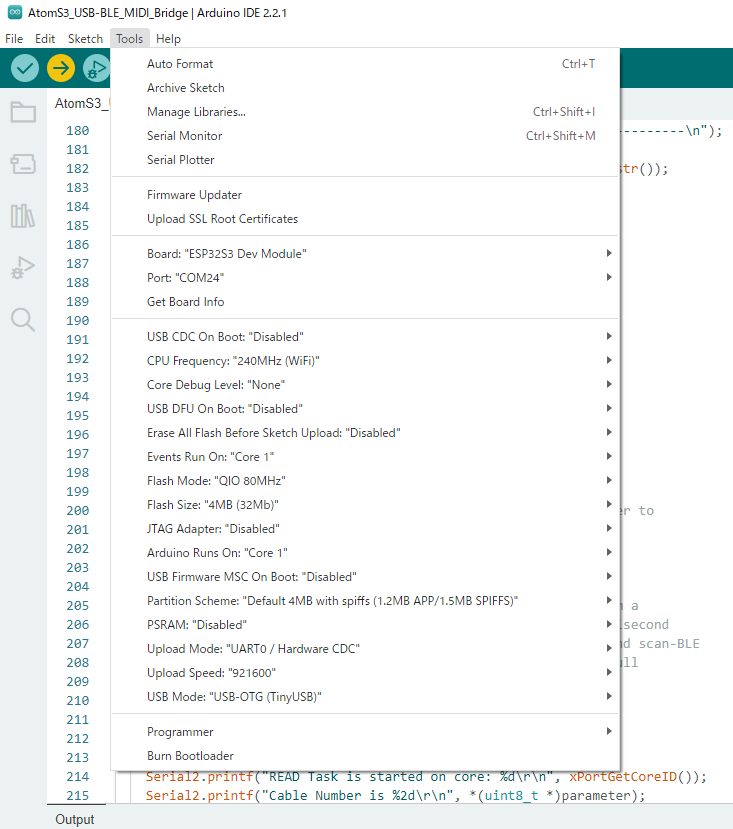 AtomS3_USB-BLE_MIDI_Bridge | Arduino IDE 2.2.1
File Edit Sketch Tools Help
AtomS3_
Auto Format Ctrl+T
Archive Sketch
Manage Libraries... Ctrl+Shift+I
Serial Monitor Ctrl+Shift+M
Serial Plotter
Firmware Updater
Upload SSL Root Certificates
Board: "ESP32S3 Dev Module"
Port: "COM24"
Get Board Info
USB CDC On Boot: "Disabled"
CPU Frequency: "240MHz (WiFi)"
Core Debug Level: "None"
USB DFU On Boot: "Disabled"
Erase All Flash Before Sketch Upload: "Disabled"
Events Run On: "Core 1"
Flash Mode: "QIO 80MHz"
Flash Size: "4MB (32Mb)"
JTAG Adapter: "Disabled"
Arduino Runs On: "Core 1"
USB Firmware MSC On Boot: "Disabled"
Partition Scheme: "Default 4MB with spiffs (1.2MB APP/1.5MB SPIFFS)"
PSRAM: "Disabled"
Upload Mode: "UART0 / Hardware CDC"
Upload Speed: "921600"
USB Mode: "USB-OTG (TinyUSB)"
Programmer
Burn Bootloader
180 ---------\n");
181
182 tr());
183
184
185
186
187
188
189
190
191
192
193
194
195
196
197
198
199
200 er to
201
202
203
204
205 a
206 isecond
207 d scan-BLE
208 ll
209
210
211
212
213
214 Serial2.printf("READ Task is started on core: %d\r\n", xPortGetCoreID());
215 Serial2.printf("Cable Number is %2d\r\n", *(uint8_t *)parameter);
Output